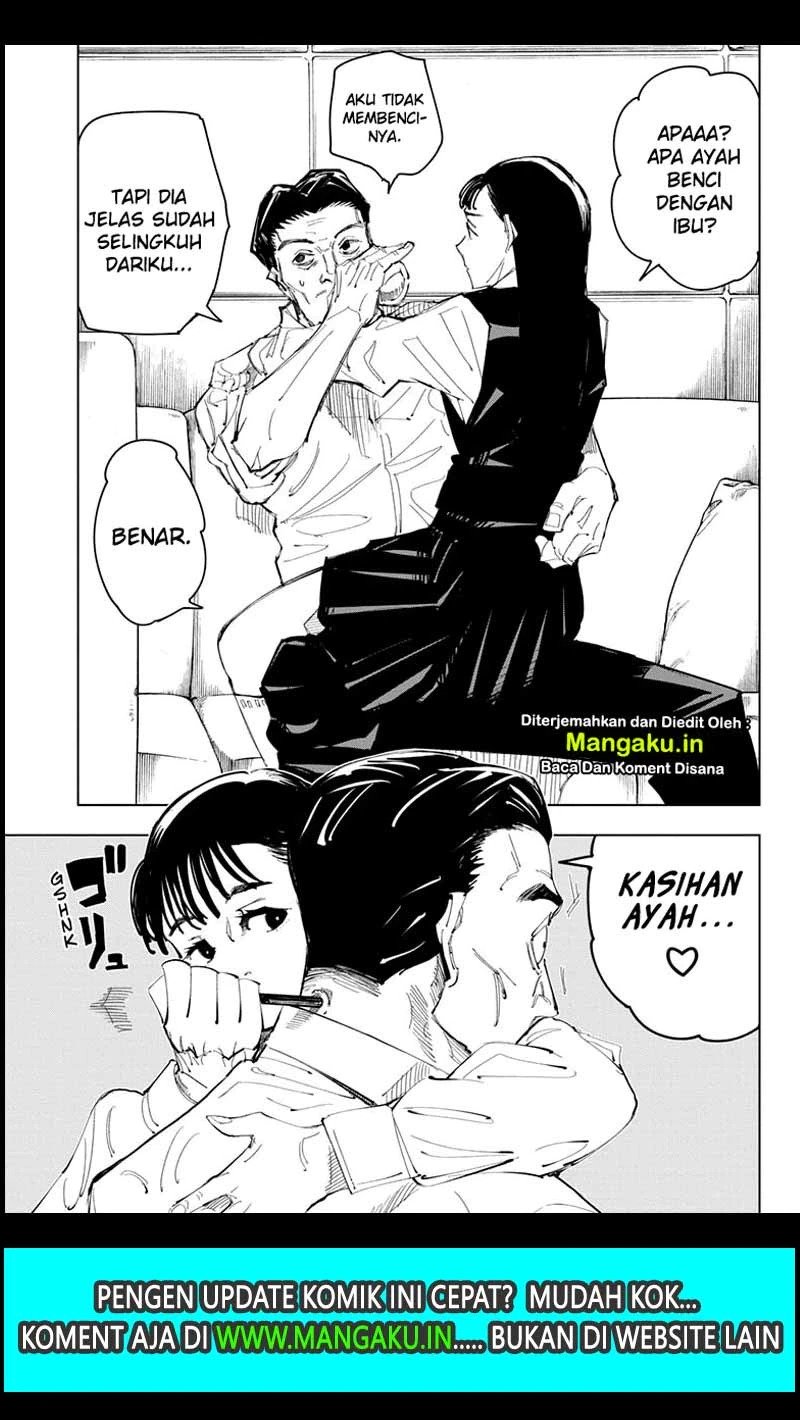 APAAA?
APA AYAH
BENCI
DENGAN
IBU?
AKU TIDAK
MEMBENCI-
NYA.
TAPI DIA
JELAS SUDAH
SELINGKUH
DARIKU...
BENAR.
Diterjemahkan dan Diedit Oleh :
Mangaku.in
Baca Dan Koment Disana
KASIHAN
AYAH...
♡
ゴリュ
GSHNK
PENGEN UPDATE KOMIK INI CEPAT? MUDAH KOK...
KOMENT AJA DI WWW.MANGAKU.IN..... BUKAN DI WEBSITE LAIN